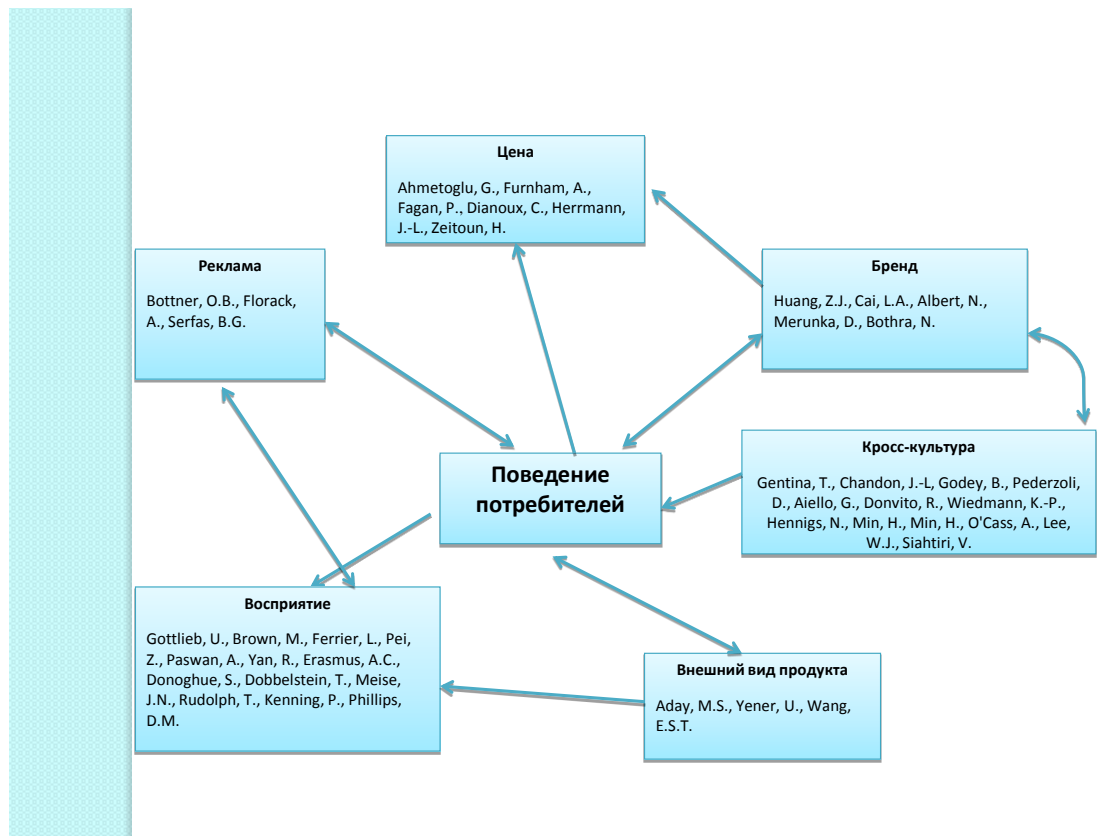 Цена
Ahmetoglu, G., Furnham, A.,
Fagan, P., Dianoux, C., Herrmann,
J.-L., Zeitoun, H.
Реклама
Bottner, O.B., Florack,
A., Serfas, B.G.
Бренд
Huang, Z.J., Cai, L.A., Albert, N.,
Merunka, D., Bothra, N.
Поведение
потребителей
Кросс-культура
Gentina, T., Chandon, J.-L, Godey, B., Pederzoli,
D., Aiello, G., Donvito, R., Wiedmann, K.-P.,
Hennigs, N., Min, H., Min, H., O'Cass, A., Lee,
W.J., Siahtiri, V.
Восприятие
Gottlieb, U., Brown, M., Ferrier, L., Pei,
Z., Paswan, A., Yan, R., Erasmus, A.C.,
Donoghue, S., Dobbelstein, T., Meise,
J.N., Rudolph, T., Kenning, P., Phillips,
D.M.
Внешний вид продукта
Aday, M.S., Yener, U., Wang,
E.S.T.